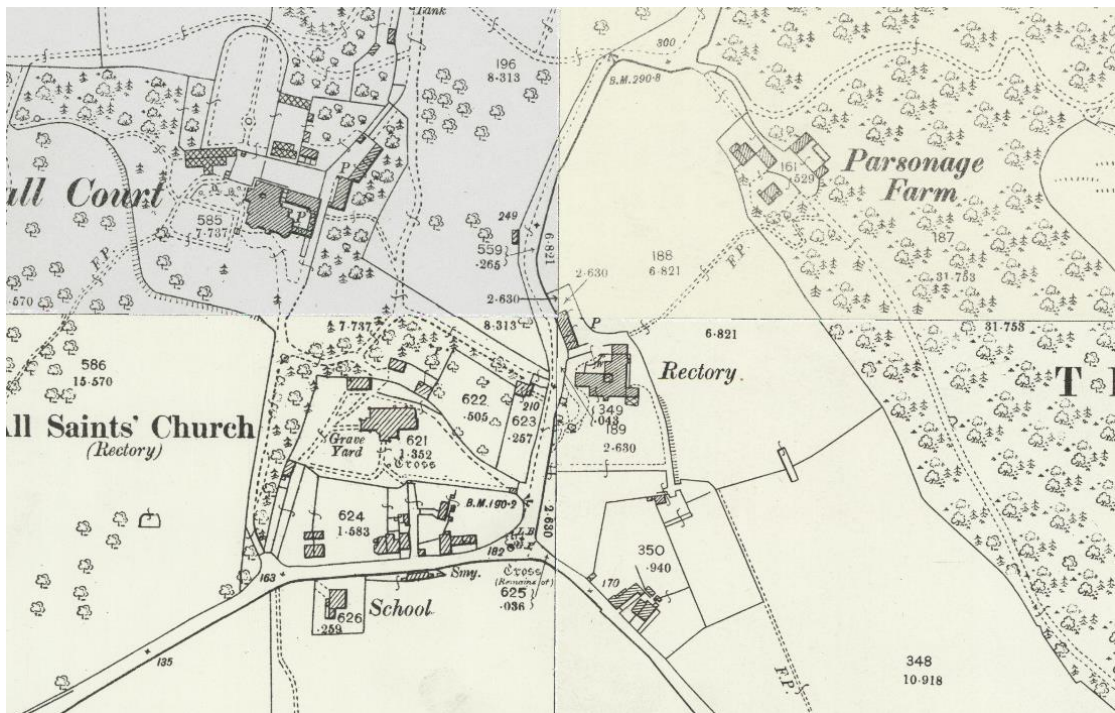 Tank
196
8·313
300
B.M.290·8
161
·529
Parsonage
Farm
187
31·753
all Court
P
P
585
7·737
F.P.
·570
249
559
·265
6·821
188
6·821
F.P.
2·630
2·630
P
7·737
8·313
6·821
31·753
586
15·570
All Saints' Church
(Rectory)
Grave
Yard
621
1·352
Cross
622
·505
210
623
·257
Rectory
349
·043
189
2·630
T
624
1·583
B.M.190·2
2·630
L.B
182
Smy.
Cross
(Remains of)
625
·036
163
School
626
·259
135
350
·940
170
F.P.
348
10·918